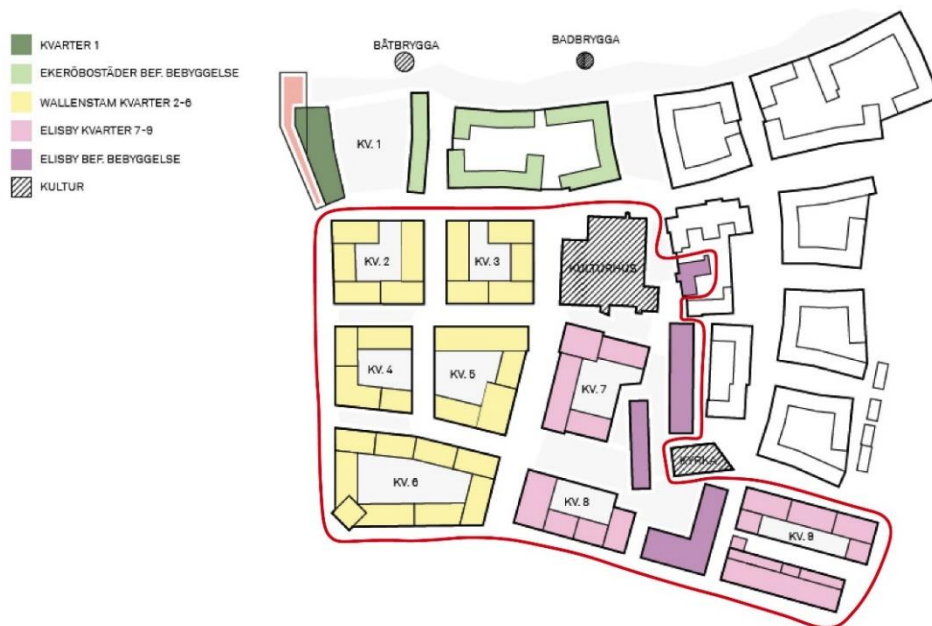 KVARTER 1
EKERÖBOSTÄDER BEF. BEBYGGELSE
WALLENSTAM KVARTER 2-6
ELISBY KVARTER 7-9
ELISBY BEF. BEBYGGELSE
KULTUR
BÅTBRYGGA
BADBRYGGA
KV. 1
KV. 2
KV. 3
KULTURHUS
KV. 4
KV. 5
KV. 7
KYRKA
KV. 6
KV. 8
KV. 9